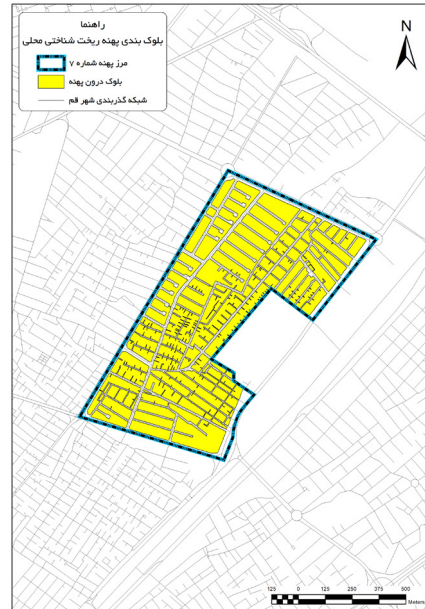 راهنما
بلوک بندی پهنه ریخت شناختی محلی
مرز پهنه شماره ۷
بلوک درون پهنه
شبکه گذربندی شهر قم
N
125 0 125 250 375 500
Meters